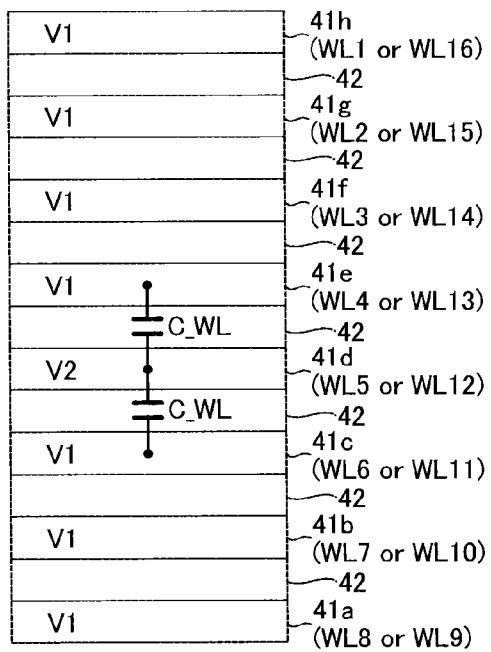 V1 41h
(WL1 or WL16)
42
V1 41g
(WL2 or WL15)
42
V1 41f
(WL3 or WL14)
42
V1 41e
(WL4 or WL13)
C_WL 42
V2 41d
(WL5 or WL12)
C_WL 42
V1 41c
(WL6 or WL11)
42
V1 41b
(WL7 or WL10)
42
V1 41a
(WL8 or WL9)